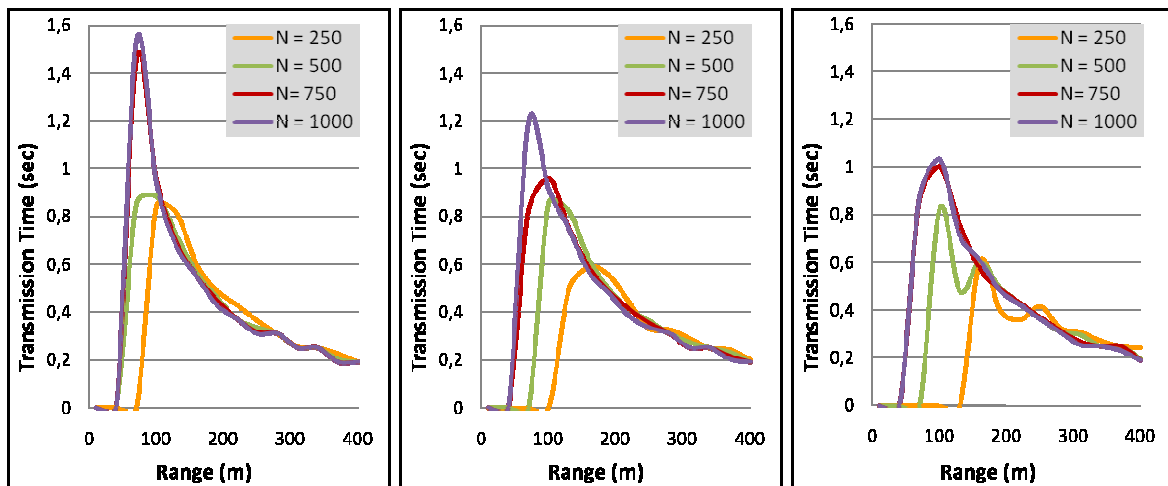 1,6
1,4
1,2
1
0,8
0,6
0,4
0,2
0
Transmission Time (sec)
0 100 200 300 400
Range (m)
N = 250
N = 500
N= 750
N = 1000
1,6
1,4
1,2
1
0,8
0,6
0,4
0,2
0
Transmission Time (sec)
0 100 200 300 400
Range (m)
N = 250
N = 500
N= 750
N = 1000
1,6
1,4
1,2
1
0,8
0,6
0,4
0,2
0
Transmission Time (sec)
0 100 200 300 400
Range (m)
N = 250
N = 500
N= 750
N = 1000